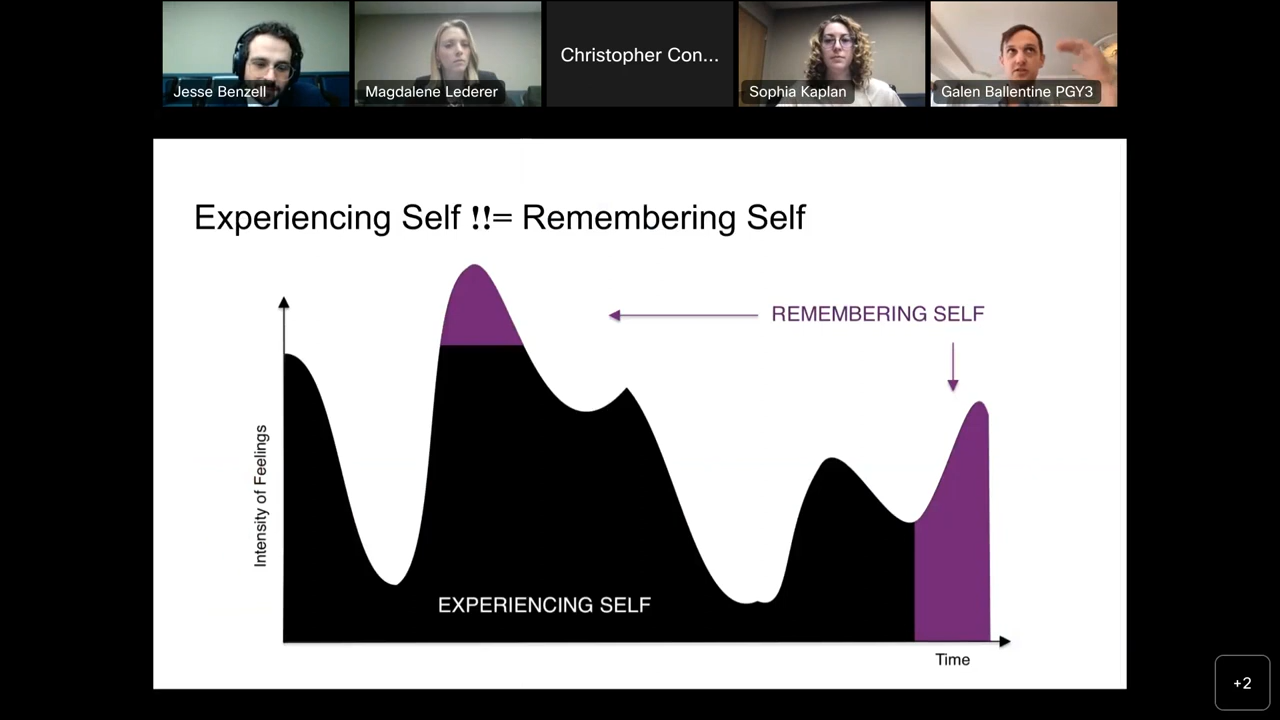 Jesse Benzell
Magdalene Lederer
Christopher Con...
Sophia Kaplan
Galen Ballentine PGY3
Experiencing Self !!= Remembering Self
REMEMBERING SELF
Intensity of Feelings
EXPERIENCING SELF
Time
+2